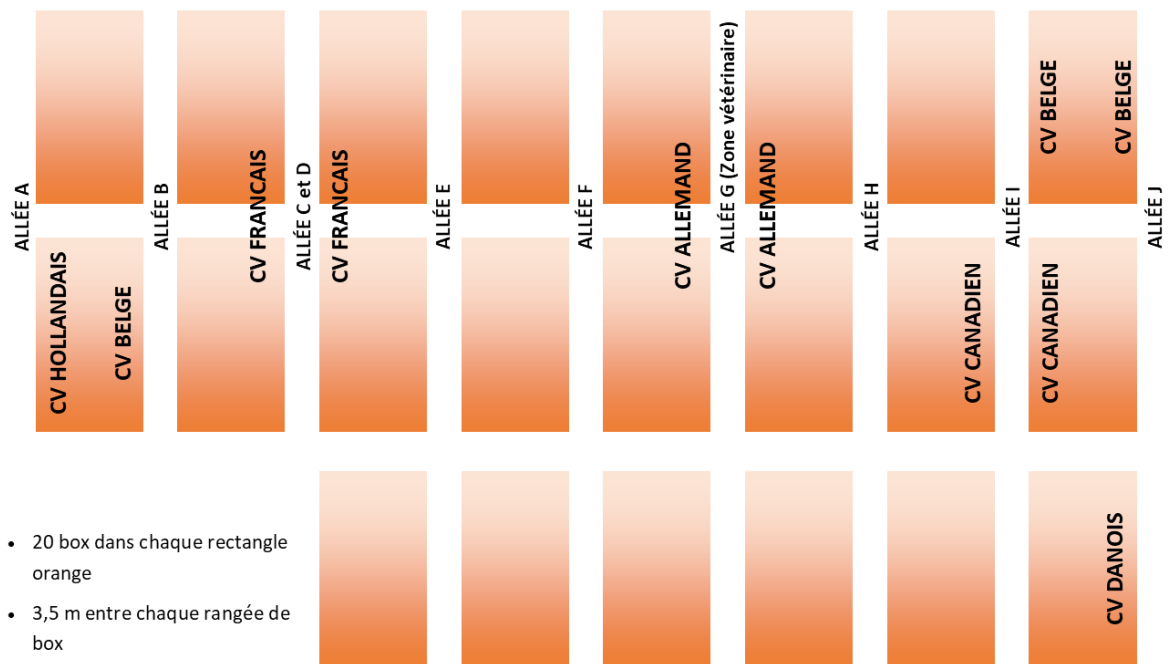 ALLÉE A
CV HOLLANDAIS
CV BELGE
ALLÉE B
CV FRANCAIS
ALLÉE C et D
CV FRANCAIS
ALLÉE E
ALLÉE F
CV ALLEMAND
ALLÉE G (Zone vétérinaire)
CV ALLEMAND
ALLÉE H
CV CANADIEN
ALLÉE I
CV BELGE
CV BELGE
CV CANADIEN
ALLÉE J
CV DANOIS
• 20 box dans chaque rectangle
orange
• 3,5 m entre chaque rangée de
box